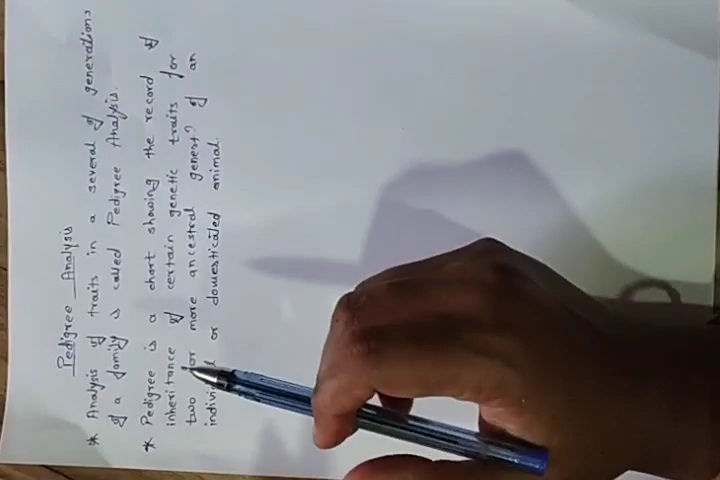 Pedigree Analysis
* Analysis of traits in a several of generations
of a family is called Pedigree Analysis.
* Pedigree is a chart showing the record of
inheritance of certain genetic traits for
two or more ancestral genest? of an
or domesticated animal.